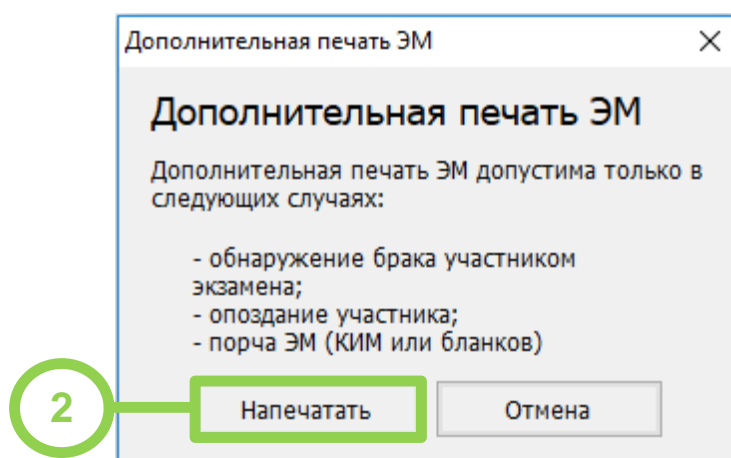 Дополнительная печать ЭМ
Дополнительная печать ЭМ
Дополнительная печать ЭМ допустима только в
следующих случаях:
- обнаружение брака участником
экзамена;
- опоздание участника;
- порча ЭМ (КИМ или бланков)
2
Напечатать
Отмена